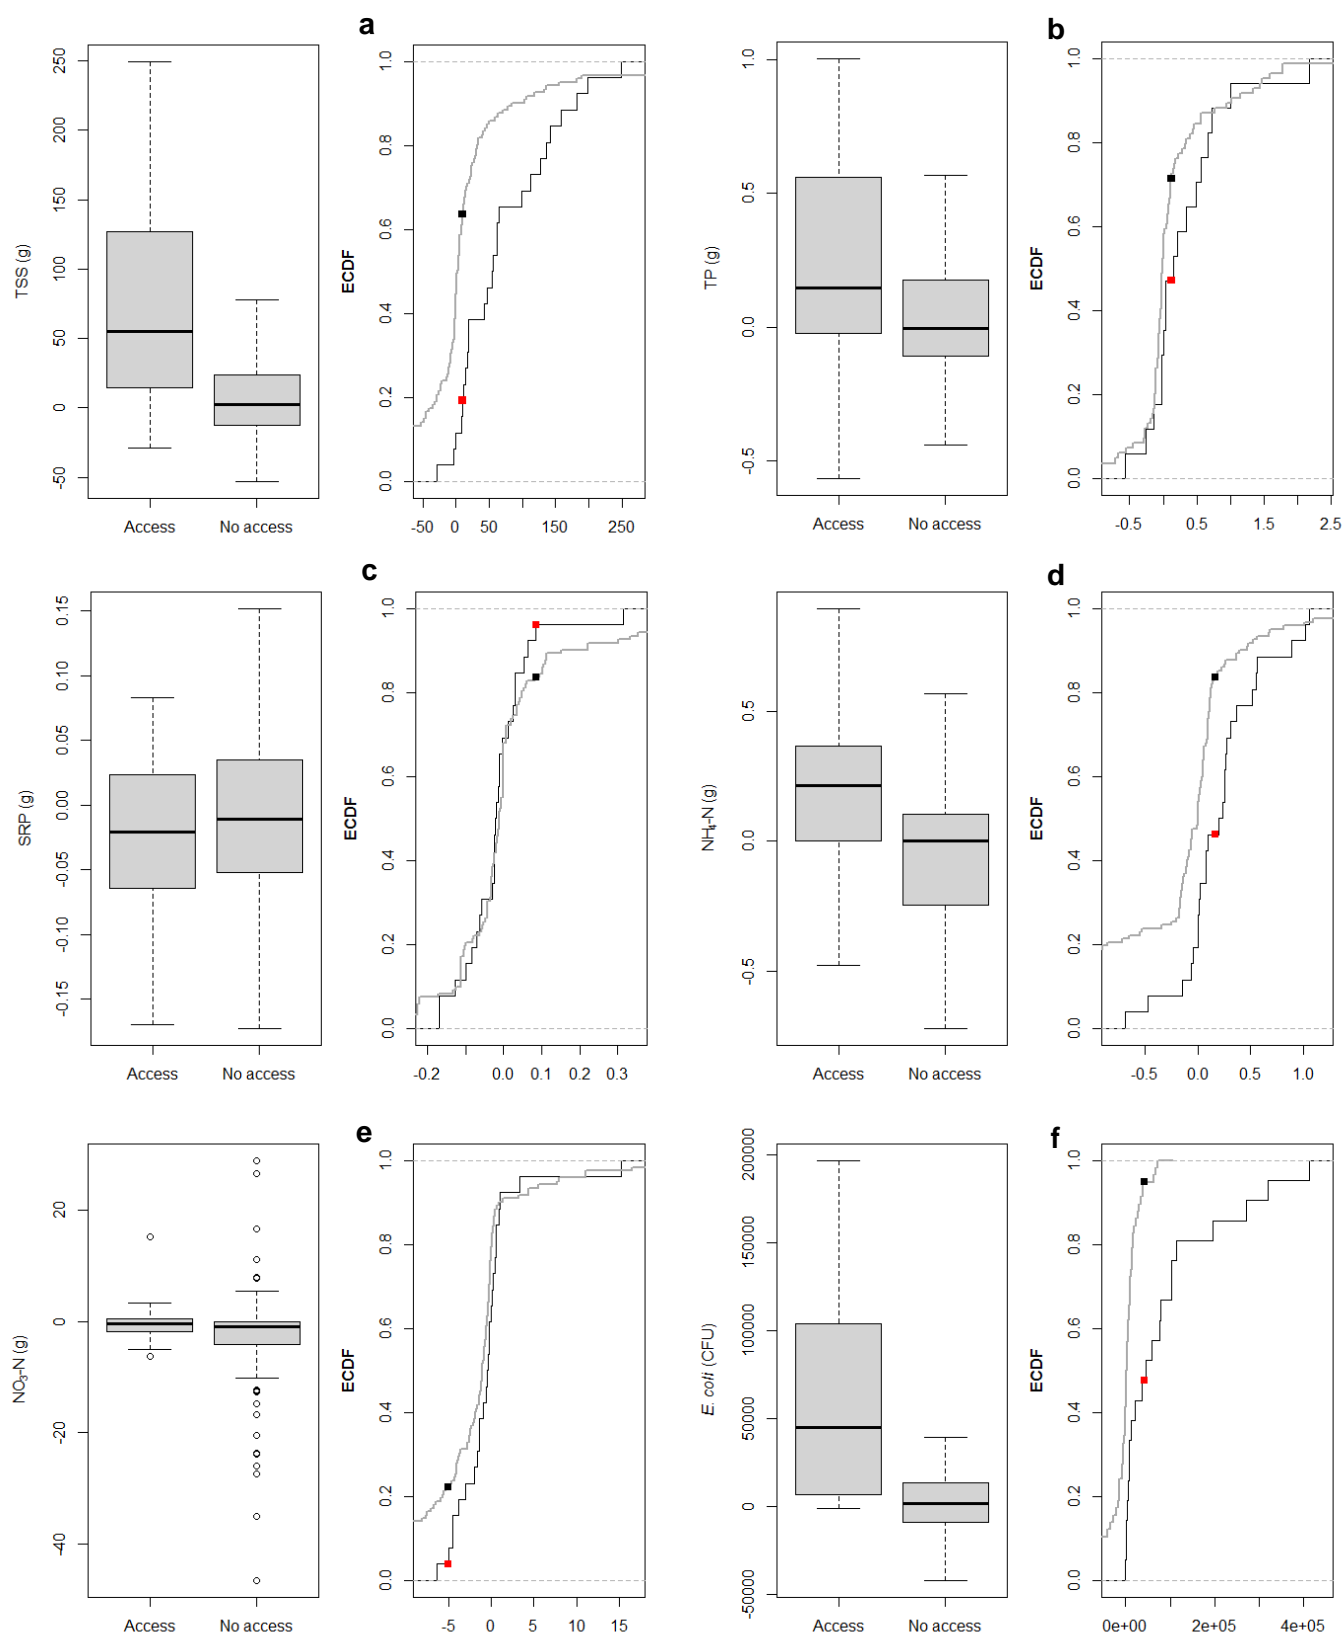 a
250
200
150
100
50
0
-50
TSS (g)
Access No access
1.0
0.8
0.6
0.4
0.2
0.0
ECDF
-50 0 50 150 250
b
1.0
0.5
0.0
-0.5
TP (g)
Access No access
1.0
0.8
0.6
0.4
0.2
0.0
ECDF
-0.5 0.5 1.5 2.5
c
0.15
0.10
0.05
0.00
-0.05
-0.10
-0.15
SRP (g)
Access No access
1.0
0.8
0.6
0.4
0.2
0.0
ECDF
-0.2 0.0 0.1 0.2 0.3
d
0.5
0.0
-0.5
NH₄-N (g)
Access No access
1.0
0.8
0.6
0.4
0.2
0.0
ECDF
-0.5 0.0 0.5 1.0
e
20
0
-20
-40
NO₃-N (g)
Access No access
1.0
0.8
0.6
0.4
0.2
0.0
ECDF
-5 0 5 10 15
f
200000
150000
100000
50000
0
-50000
E. coli (CFU)
Access No access
1.0
0.8
0.6
0.4
0.2
0.0
ECDF
0e+00 2e+05 4e+05